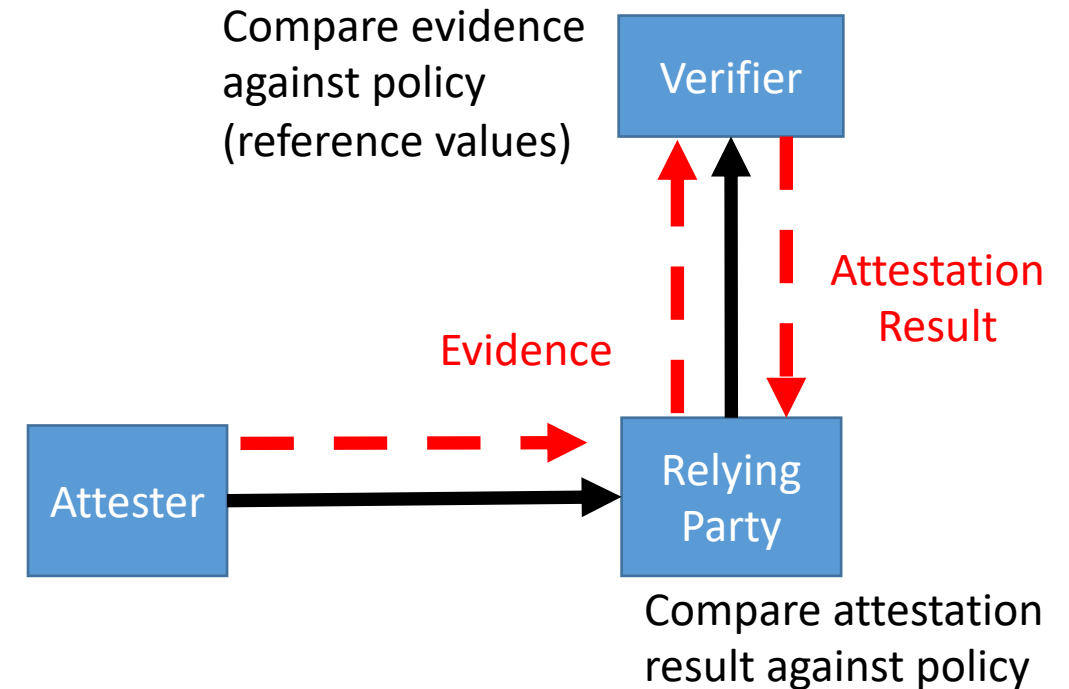 Compare evidence
against policy
(reference values)
Verifier
Attestation
Result
Evidence
Attester
Relying
Party
Compare attestation
result against policy